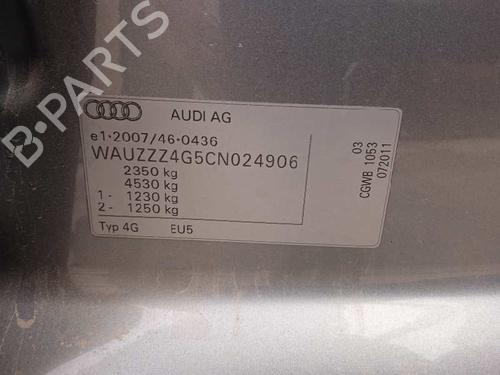 B-PARTS
AUDI AG
e1*2007/46*0436
WAUZZZ4G5CN024906
2350 kg
4530 kg
1 - 1230 kg
2 - 1250 kg
Typ 4G EU5
03
CGWB 1053
072011